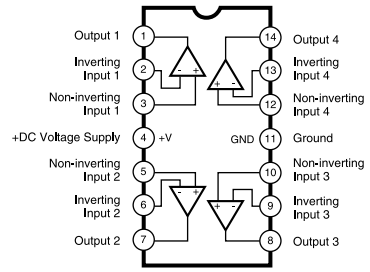 Output 1
1
14
Output 4
Inverting
Input 1
2
- +
+ -
13
Inverting
Input 4
Non-inverting
Input 1
3
12
Non-inverting
Input 4
+DC Voltage Supply
4
+V
GND
11
Ground
Non-inverting
Input 2
5
10
Non-inverting
Input 3
Inverting
Input 2
6
- +
+ -
9
Inverting
Input 3
Output 2
7
8
Output 3